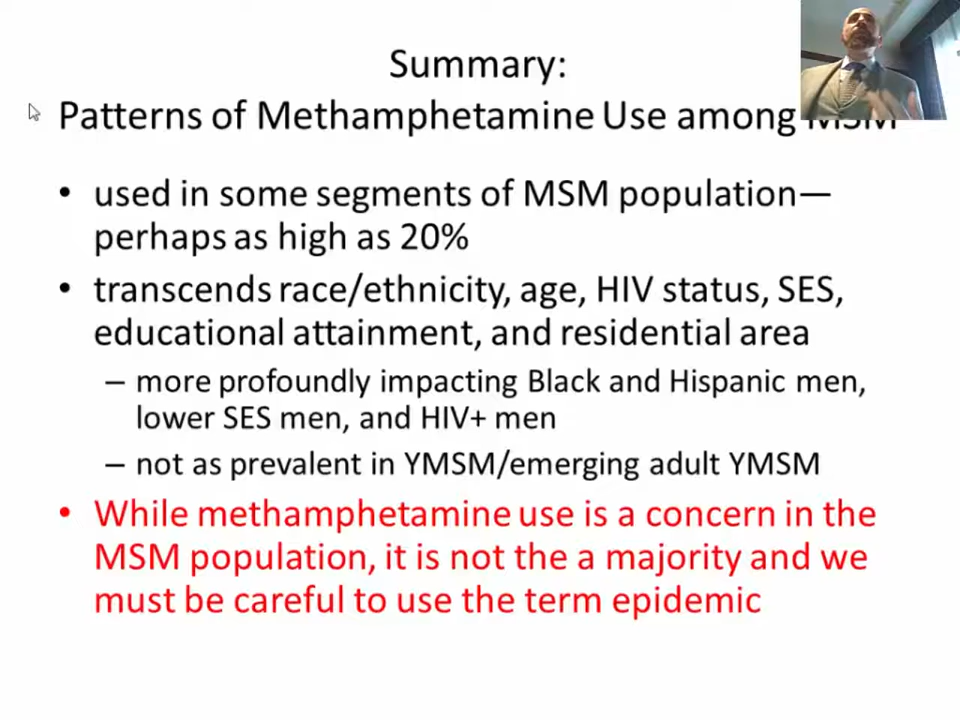 Summary:
Patterns of Methamphetamine Use among MSM
• used in some segments of MSM population—
perhaps as high as 20%
• transcends race/ethnicity, age, HIV status, SES,
educational attainment, and residential area
– more profoundly impacting Black and Hispanic men,
lower SES men, and HIV+ men
– not as prevalent in YMSM/emerging adult YMSM
• While methamphetamine use is a concern in the
MSM population, it is not the a majority and we
must be careful to use the term epidemic